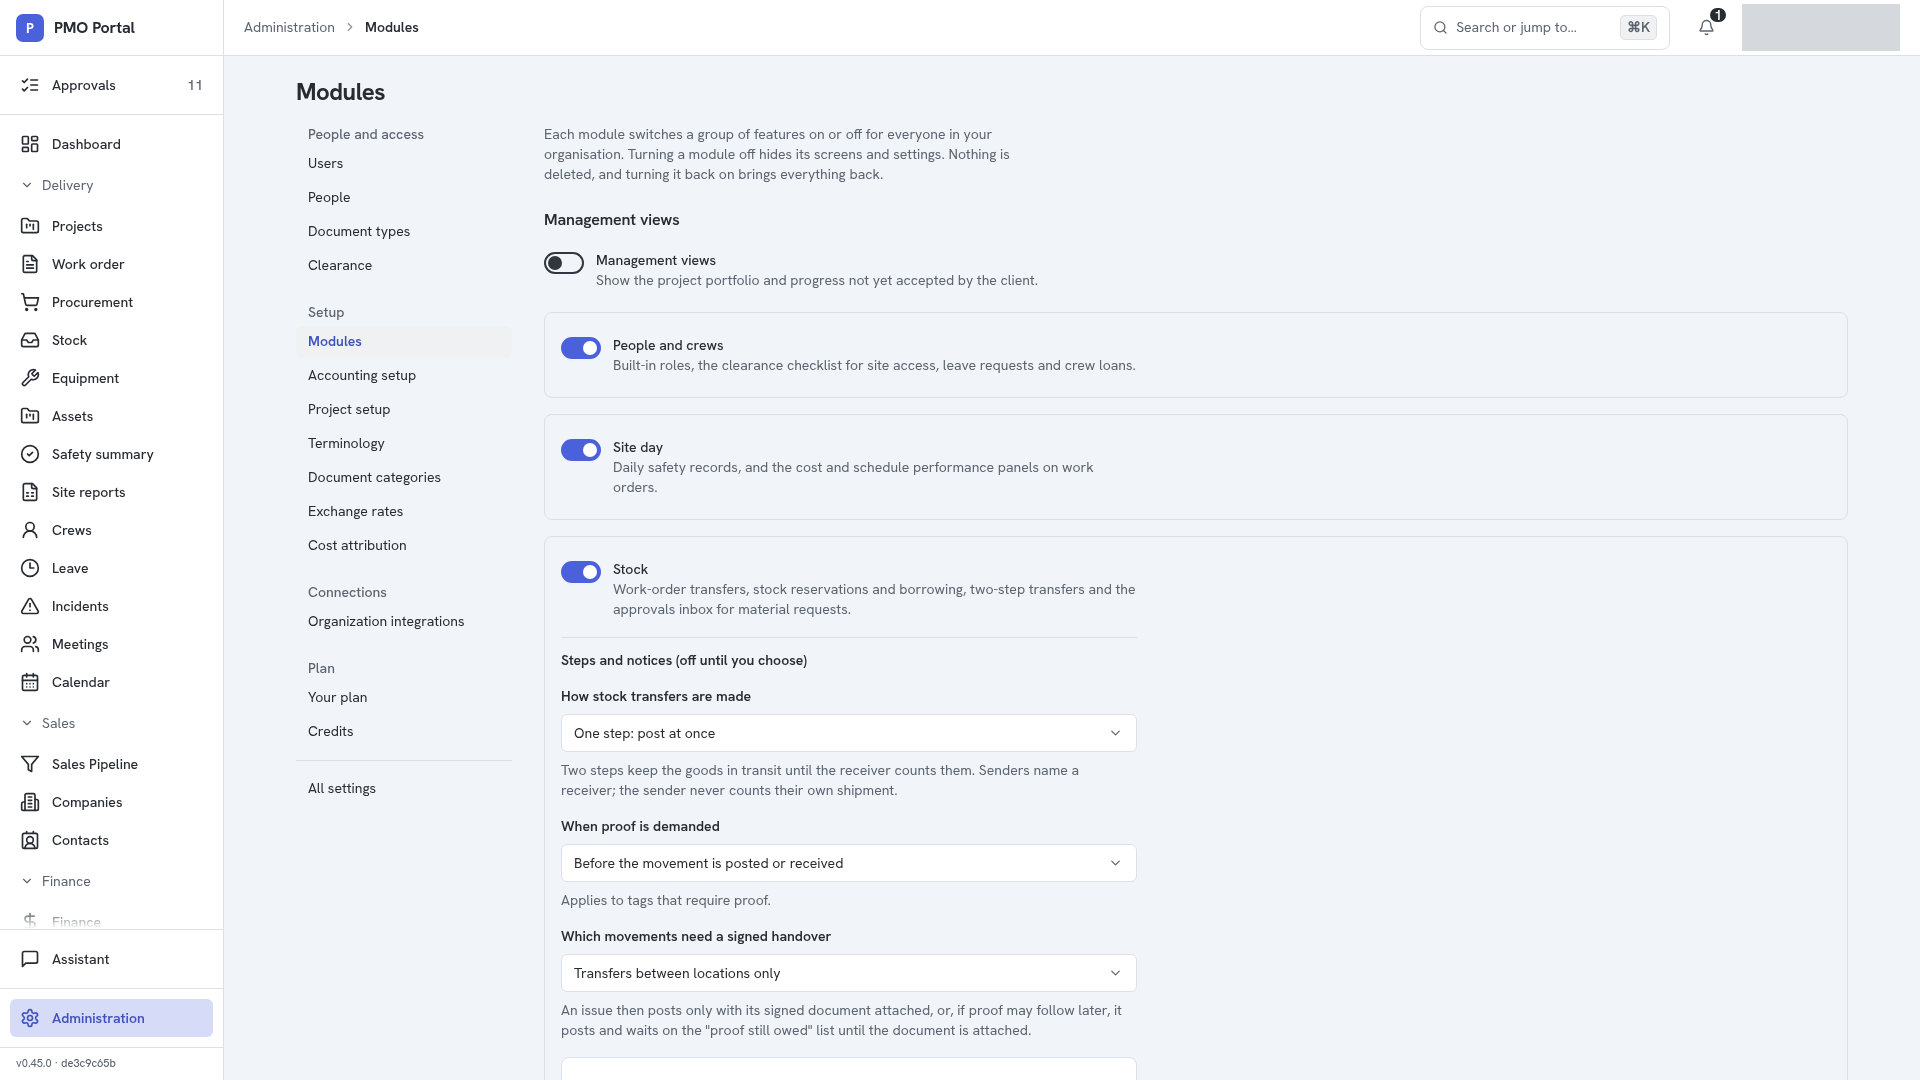 P PMO Portal
Administration > Modules
Search or jump to... ⌘K
1
Approvals 11
Dashboard
Delivery
Projects
Work order
Procurement
Stock
Equipment
Assets
Safety summary
Site reports
Crews
Leave
Incidents
Meetings
Calendar
Sales
Sales Pipeline
Companies
Contacts
Finance
Finance
Assistant
Administration
v0.45.0 · de3c9c65b
Modules
People and access
Users
People
Document types
Clearance
Setup
Modules
Accounting setup
Project setup
Terminology
Document categories
Exchange rates
Cost attribution
Connections
Organization integrations
Plan
Your plan
Credits
All settings
Each module switches a group of features on or off for everyone in your
organisation. Turning a module off hides its screens and settings. Nothing is
deleted, and turning it back on brings everything back.
Management views
Management views
Show the project portfolio and progress not yet accepted by the client.
People and crews
Built-in roles, the clearance checklist for site access, leave requests and crew loans.
Site day
Daily safety records, and the cost and schedule performance panels on work
orders.
Stock
Work-order transfers, stock reservations and borrowing, two-step transfers and the
approvals inbox for material requests.
Steps and notices (off until you choose)
How stock transfers are made
One step: post at once
Two steps keep the goods in transit until the receiver counts them. Senders name a
receiver; the sender never counts their own shipment.
When proof is demanded
Before the movement is posted or received
Applies to tags that require proof.
Which movements need a signed handover
Transfers between locations only
An issue then posts only with its signed document attached, or, if proof may follow later, it
posts and waits on the "proof still owed" list until the document is attached.